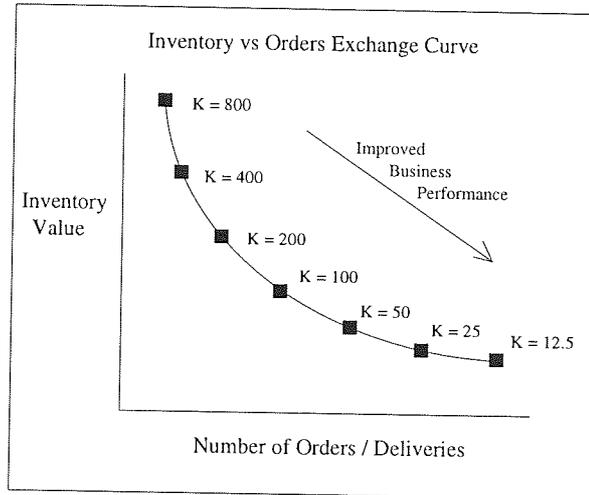 Inventory vs Orders Exchange Curve
K = 800
Improved
Business
Performance
K = 400
Inventory
Value
K = 200
K = 100
K = 50
K = 25
K = 12.5
Number of Orders / Deliveries